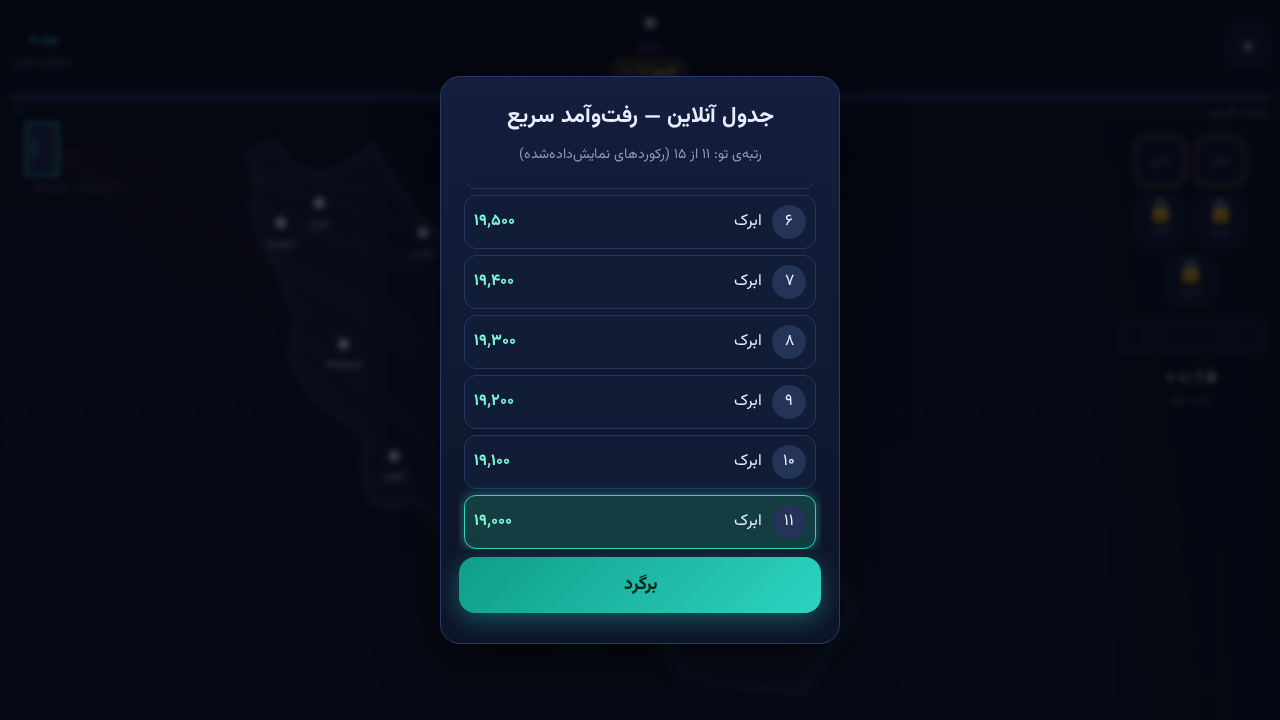 جدول آنلاین — رفت‌وآمد سریع
رتبه‌ی تو: ۱۱ از ۱۵ (رکوردهای نمایش‌داده‌شده)
۶ ابرک ۱۹,۵۰۰
۷ ابرک ۱۹,۴۰۰
۸ ابرک ۱۹,۳۰۰
۹ ابرک ۱۹,۲۰۰
۱۰ ابرک ۱۹,۱۰۰
۱۱ ابرک ۱۹,۰۰۰
برگرد